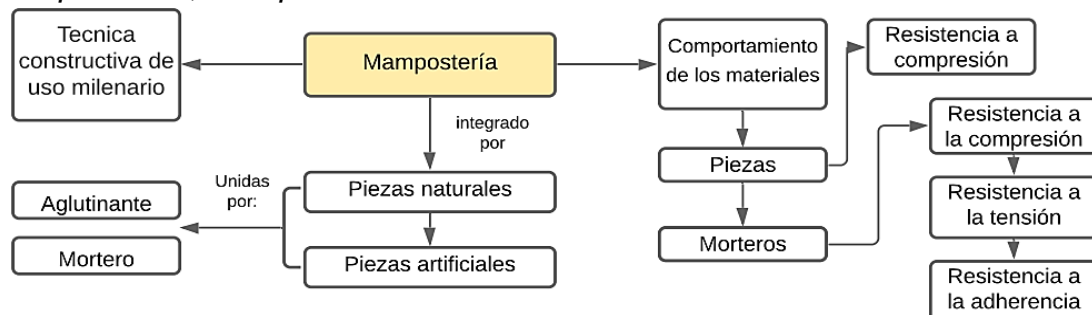 Tecnica
constructiva de
uso milenario
Mampostería
Comportamiento
de los materiales
Resistencia a
compresión
integrado
por
Resistencia a
la compresión
Piezas
Unidas
por:
Piezas naturales
Aglutinante
Resistencia a
la tensión
Morteros
Mortero
Piezas artificiales
Resistencia a
la adherencia